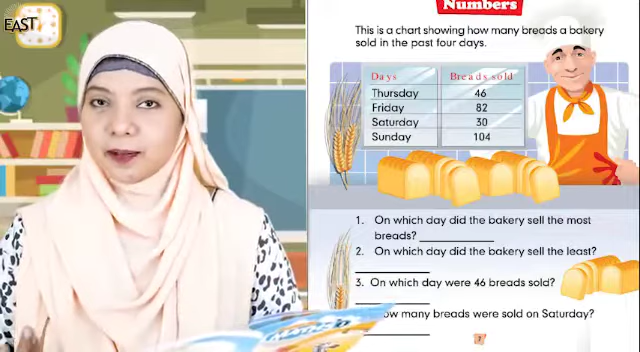 EAST
Numbers
This is a chart showing how many breads a bakery
sold in the past four days.
Days Breads sold
Thursday 46
Friday 82
Saturday 30
Sunday 104
1. On which day did the bakery sell the most
breads?
2. On which day did the bakery sell the least?
3. On which day were 46 breads sold?
many breads were sold on Saturday?
3